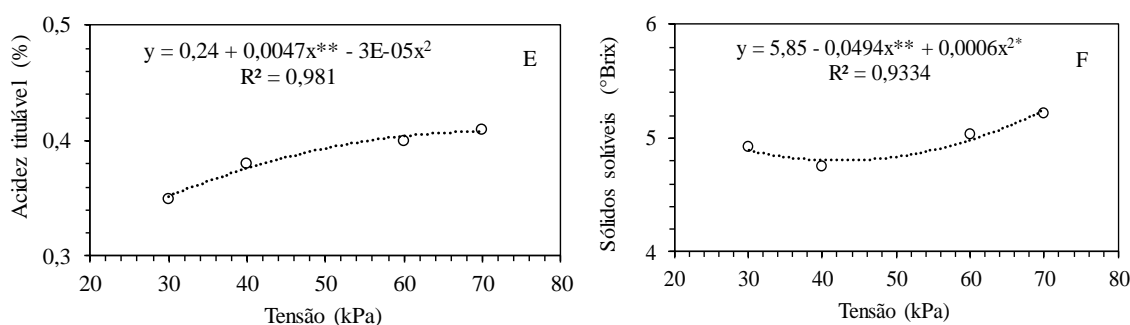 0,5
y = 0,24 + 0,0047x** - 3E-05x²
R² = 0,981
E
0,4
0,3
Acidez titulável (%)
20 30 40 50 60 70 80
Tensão (kPa)
6
y = 5,85 - 0,0494x** + 0,0006x²*
R² = 0,9334
F
5
4
Sólidos solúveis (°Brix)
20 30 40 50 60 70 80
Tensão (kPa)